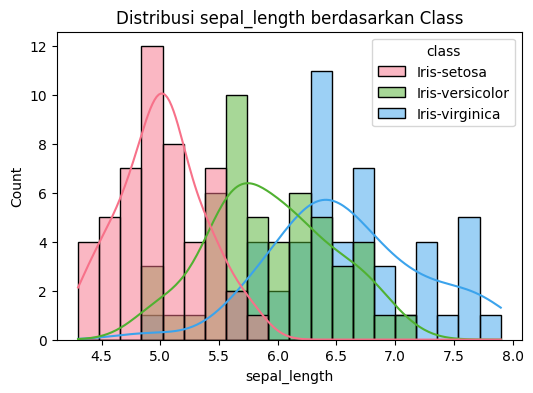 Distribusi sepal_length berdasarkan Class
class
Iris-setosa
Iris-versicolor
Iris-virginica
Count
12
10
8
6
4
2
0
4.5 5.0 5.5 6.0 6.5 7.0 7.5 8.0
sepal_length